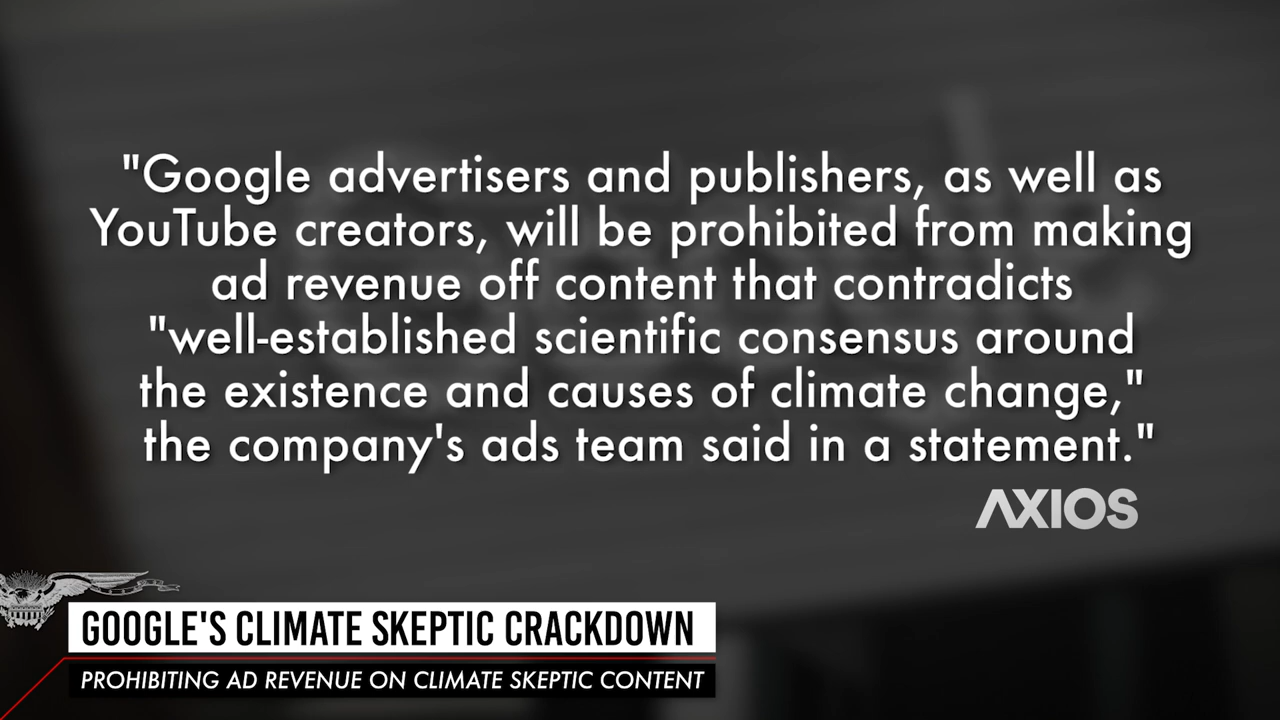 "Google advertisers and publishers, as well as
YouTube creators, will be prohibited from making
ad revenue off content that contradicts
"well-established scientific consensus around
the existence and causes of climate change,"
the company's ads team said in a statement."
AXIOS
GOOGLE'S CLIMATE SKEPTIC CRACKDOWN
PROHIBITING AD REVENUE ON CLIMATE SKEPTIC CONTENT